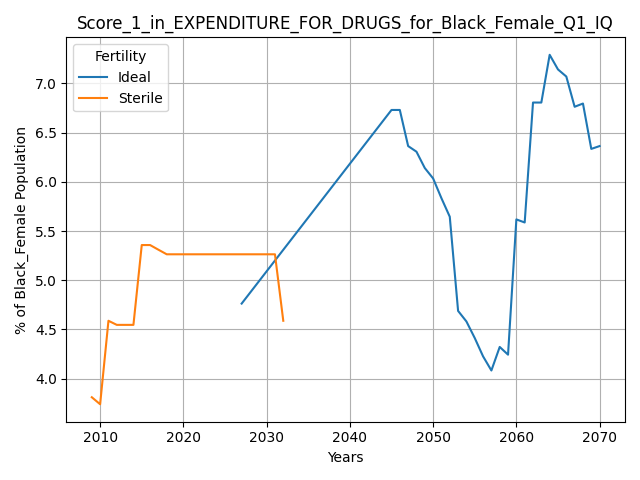 Score_1_in_EXPENDITURE_FOR_DRUGS_for_Black_Female_Q1_IQ
Fertility
Ideal
Sterile
% of Black_Female Population
7.0
6.5
6.0
5.5
5.0
4.5
4.0
2010 2020 2030 2040 2050 2060 2070
Years